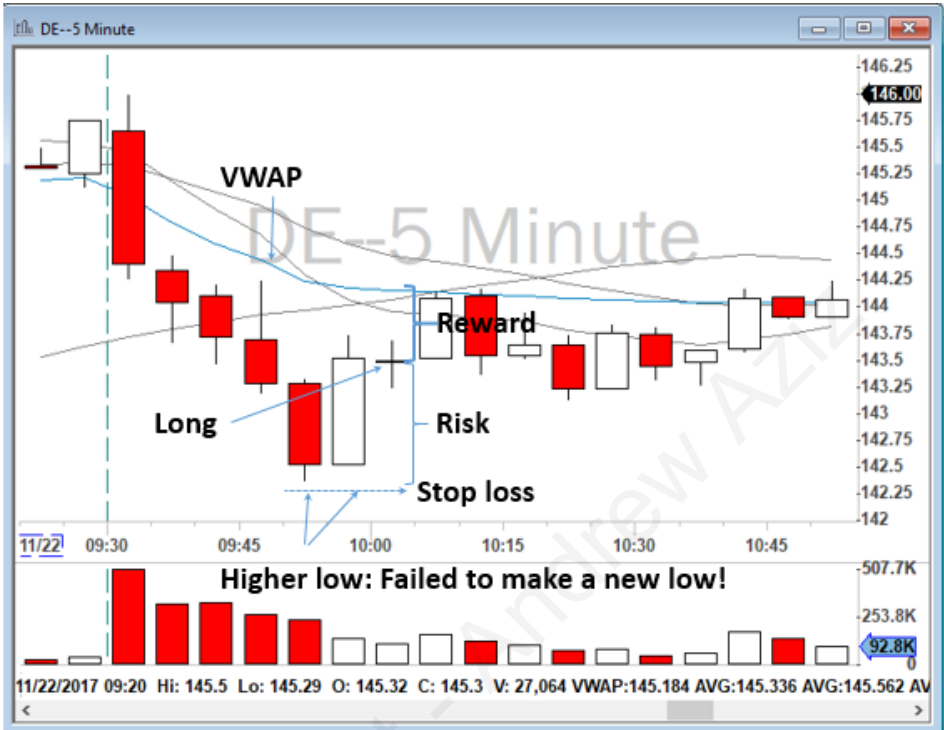 DE--5 Minute
146.25
146.00
145.75
145.5
145.25
145
144.75
144.5
144.25
144
143.75
143.5
143.25
143
142.75
142.5
142.25
142
DE--5 Minute
VWAP
Reward
Long
Risk
Stop loss
11/22 09:30 09:45 10:00 10:15 10:30 10:45
Higher low: Failed to make a new low!
507.7K
253.8K
92.8K
0
11/22/2017 09:20 Hi: 145.5 Lo: 145.29 O: 145.32 C: 145.3 V: 27,064 VWAP:145.184 AVG:145.336 AVG:145.562 AV
- Andrew Aziz